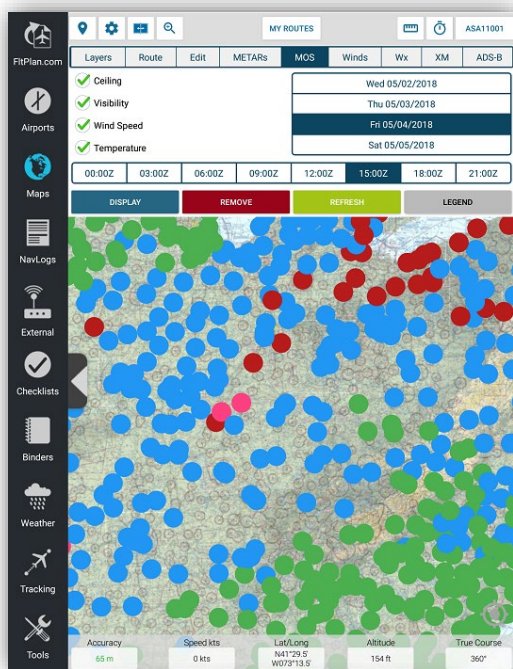 MY ROUTES
ASA11001
FltPlan.com
Layers Route Edit METARs MOS Winds Wx XM ADS-B
Ceiling
Visibility
Wind Speed
Temperature
Wed 05/02/2018
Thu 05/03/2018
Fri 05/04/2018
Sat 05/05/2018
Airports
00:00Z 03:00Z 06:00Z 09:00Z 12:00Z 15:00Z 18:00Z 21:00Z
DISPLAY REMOVE REFRESH LEGEND
Maps
NavLogs
External
Checklists
Binders
Weather
Tracking
Tools
Accuracy Speed kts Lat/Long Altitude True Course
65 m 0 kts N41°29.5' 154 ft 360°
W073°13.5'